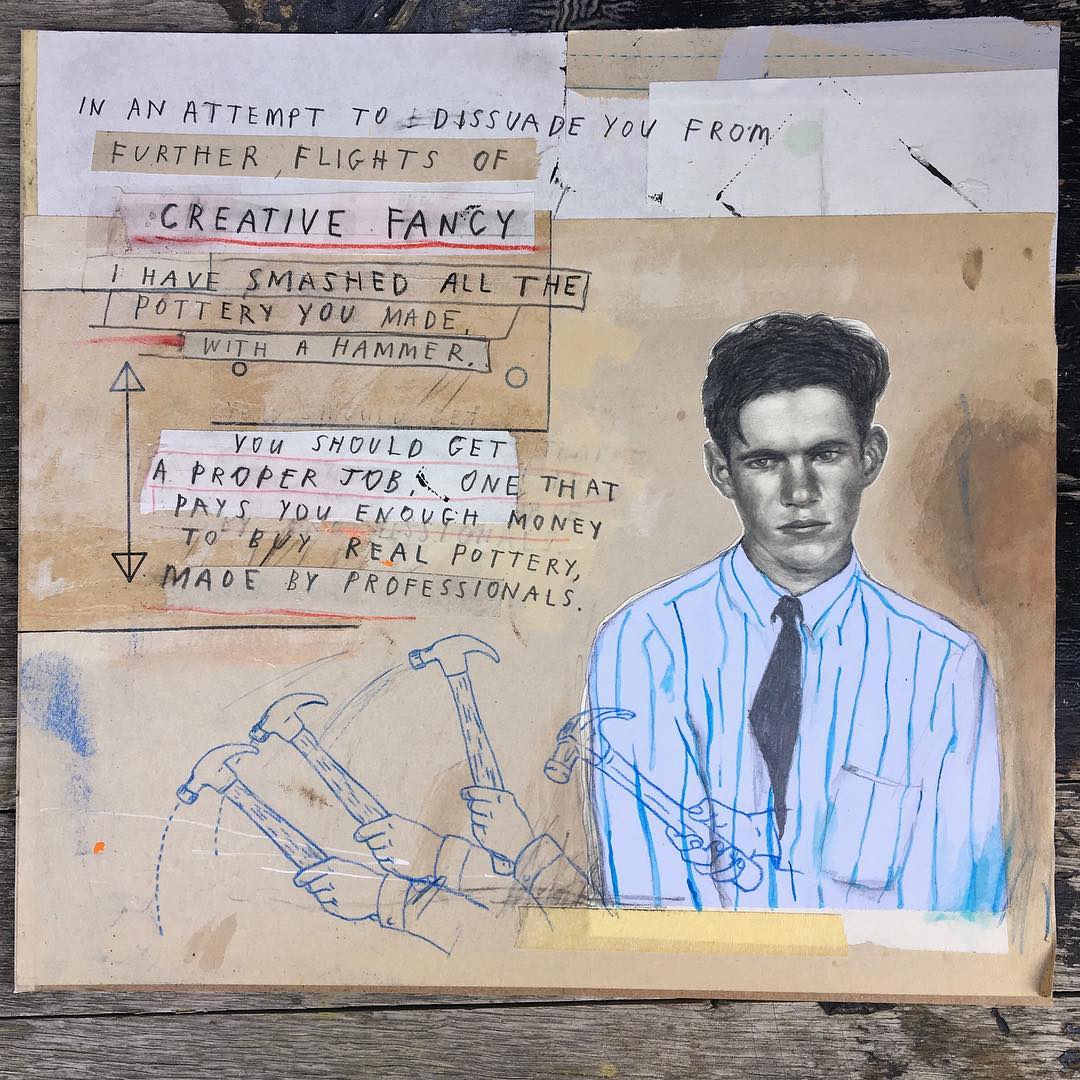 IN AN ATTEMPT TO DISSUADE YOU FROM
FURTHER FLIGHTS OF
CREATIVE FANCY
I HAVE SMASHED ALL THE
POTTERY YOU MADE,
WITH A HAMMER.
YOU SHOULD GET
A PROPER JOB, ONE THAT
PAYS YOU ENOUGH MONEY
TO BUY REAL POTTERY,
MADE BY PROFESSIONALS.